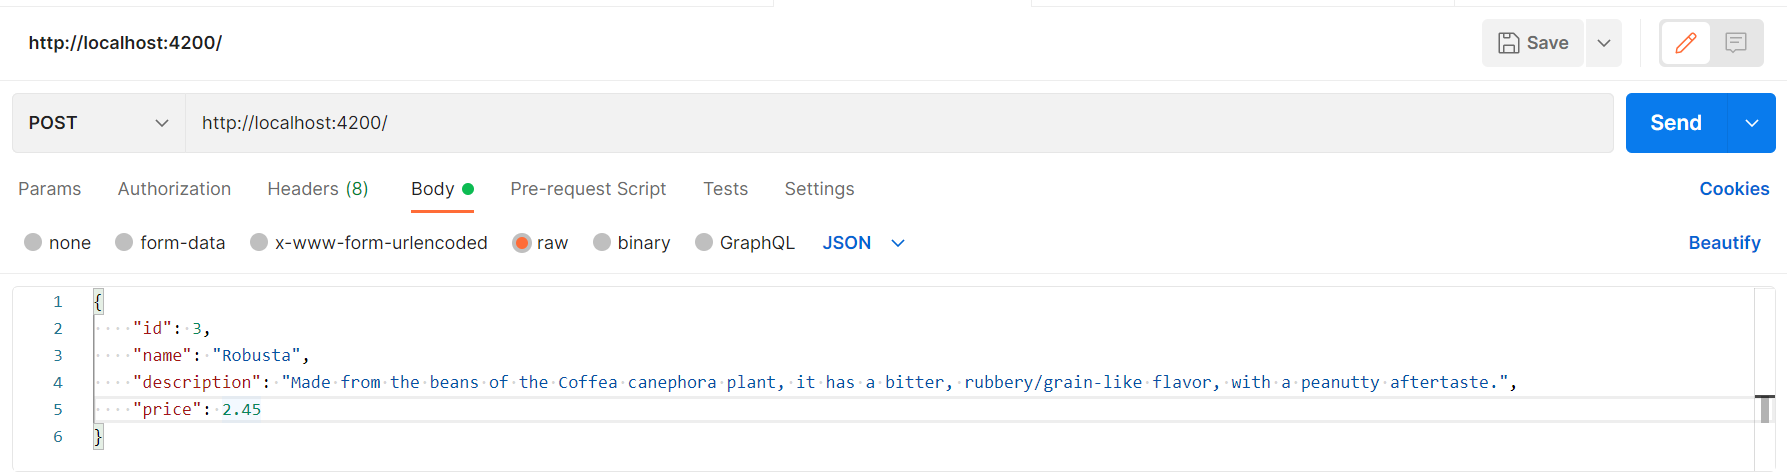 http://localhost:4200/ Save
POST http://localhost:4200/ Send
Params Authorization Headers (8) Body Pre-request Script Tests Settings Cookies
none form-data x-www-form-urlencoded raw binary GraphQL JSON Beautify
1 {
2 "id": 3,
3 "name": "Robusta",
4 "description": "Made from the beans of the Coffea canephora plant, it has a bitter, rubbery/grain-like flavor, with a peanutty aftertaste.",
5 "price": 2.45
6 }